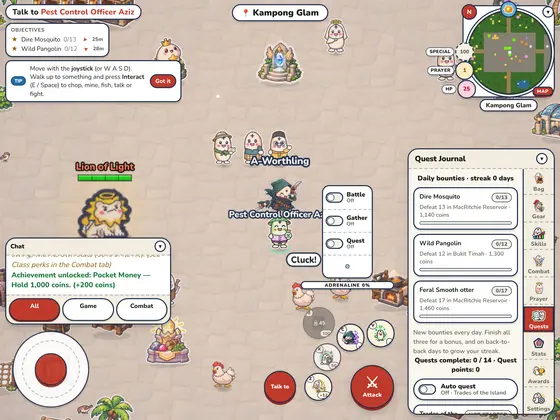 Talk to Pest Control Officer Aziz
OBJECTIVES
Dire Mosquito 0/13 25m
Wild Pangolin 0/12 28m
TIP
Move with the joystick (or W A S D).
Walk up to something and press Interact
(E / Space) to chop, mine, fish, talk or
fight.
Got it
Kampong Glam
N
SPECIAL 100
PRAYER 1
HP 25
MAP
Kampong Glam
A-Worthling
Lion of Light
Pest Control Officer Az
Battle
Off
Gather
Off
Quest
Off
Cluck!
ADRENALINE 0%
Chat
Class perks in the Combat tab)
Achievement unlocked: Pocket Money —
Hold 1,000 coins. (+200 coins)
All
Game
Combat
Talk to
Attack
Quest Journal
Daily bounties · streak 0 days
Dire Mosquito 0/13
Defeat 13 in MacRitchie Reservoir ·
1,140 coins
Wild Pangolin 0/12
Defeat 12 in Bukit Timah · 1,300
coins
Feral Smooth otter 0/17
Defeat 17 in MacRitchie Reservoir ·
1,460 coins
New bounties every day. Finish all
three for a bonus, and on back-to-
back days to grow your streak.
Quests complete: 0 / 14 · Quest
points: 0
Auto quest
Off · Trades of the Island
Bag
Gear
Skills
Combat
Prayer
Quests
Stats
Awards
Settings